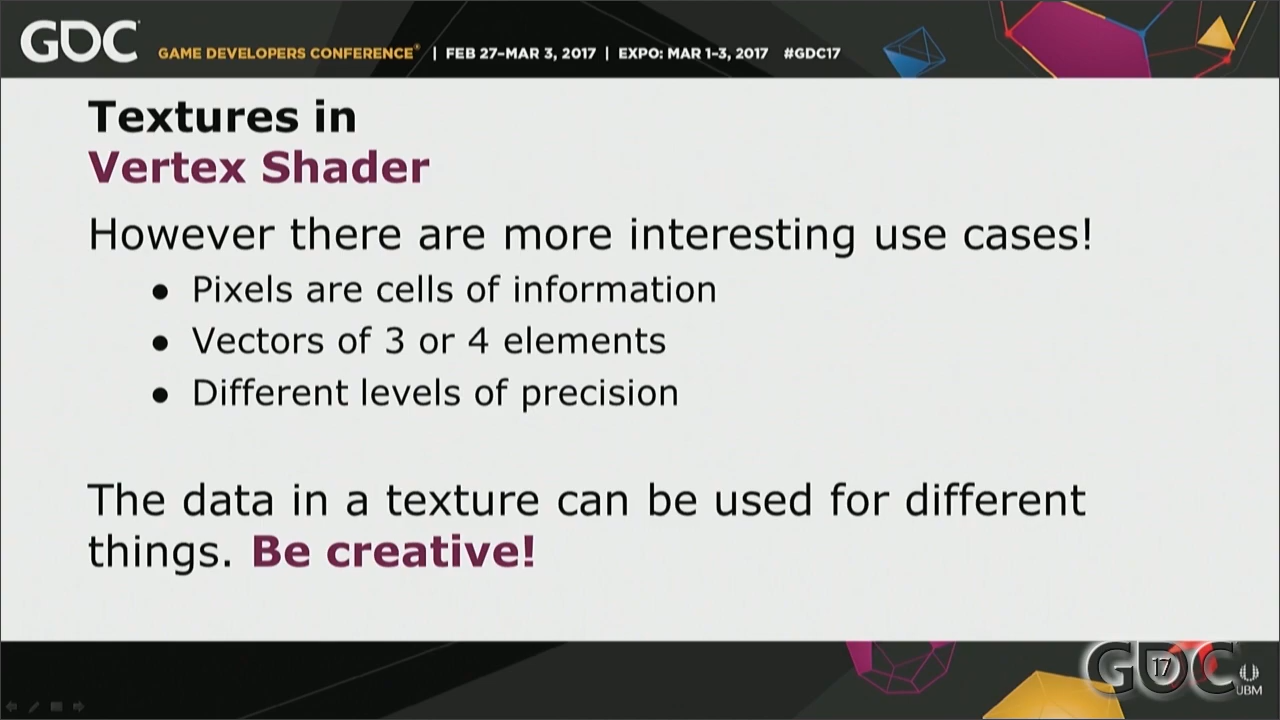 GDC GAME DEVELOPERS CONFERENCE® | FEB 27–MAR 3, 2017 | EXPO: MAR 1–3, 2017 #GDC17
Textures in
Vertex Shader
However there are more interesting use cases!
● Pixels are cells of information
● Vectors of 3 or 4 elements
● Different levels of precision
The data in a texture can be used for different
things. Be creative!
GDC 17 UBM